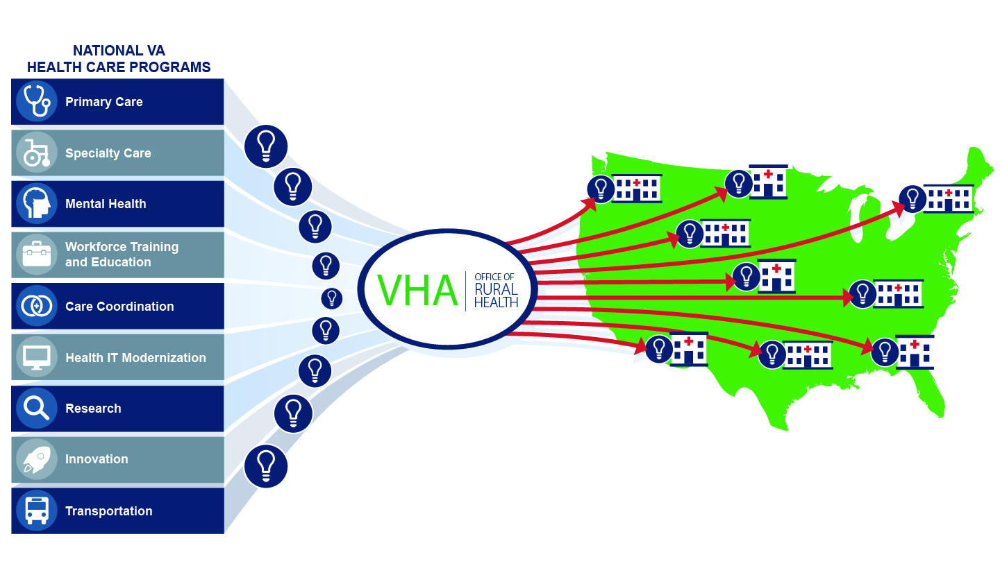 NATIONAL VA
HEALTH CARE PROGRAMS
Primary Care
Specialty Care
Mental Health
Workforce Training
and Education
Care Coordination
Health IT Modernization
Research
Innovation
Transportation
VHA
OFFICE OF
RURAL
HEALTH